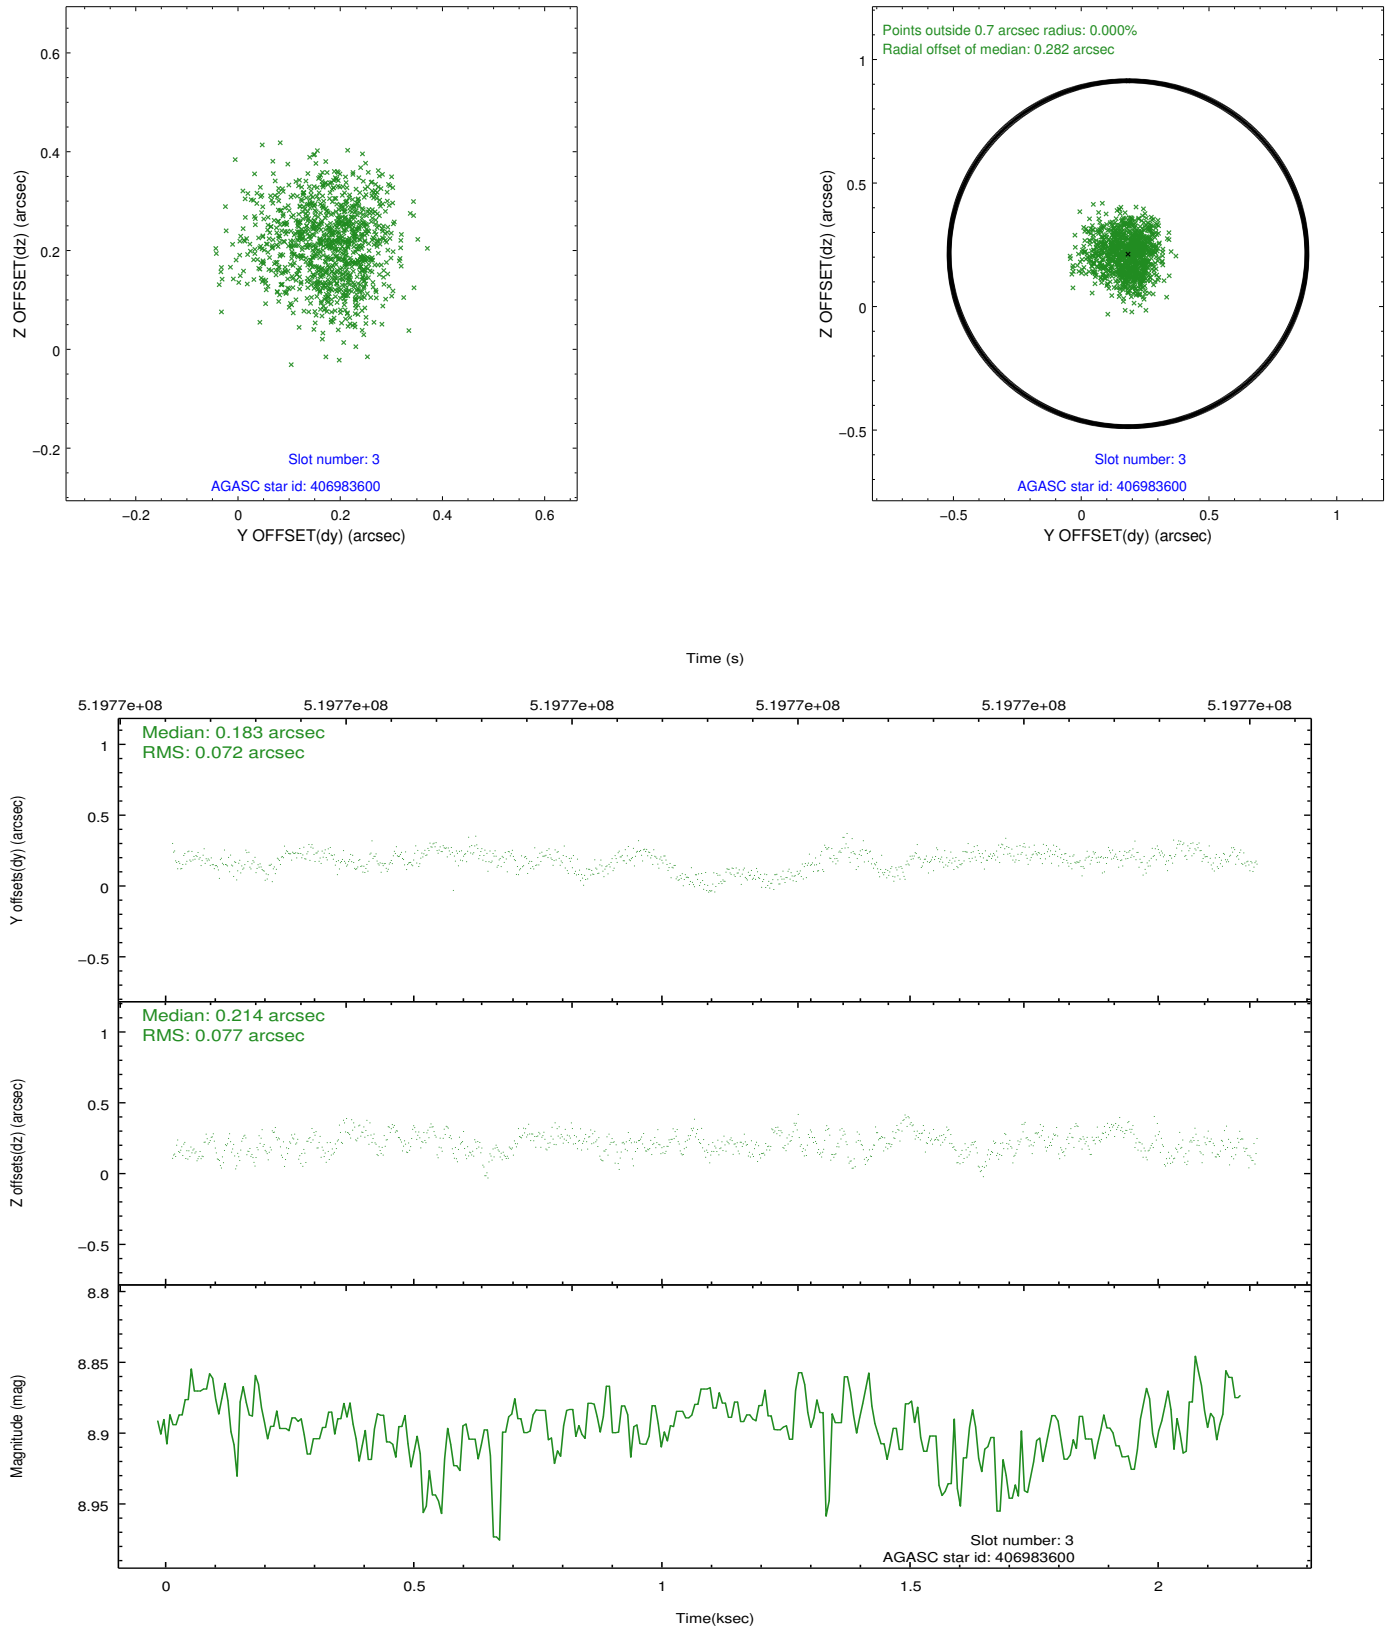 0.6
0.4
0.2
0
−0.2
Z OFFSET(dz) (arcsec)
Slot number: 3
AGASC star id: 406983600
−0.2 0 0.2 0.4 0.6
Y OFFSET(dy) (arcsec)
Points outside 0.7 arcsec radius: 0.000%
Radial offset of median: 0.282 arcsec
1
0.5
0
−0.5
Z OFFSET(dz) (arcsec)
Slot number: 3
AGASC star id: 406983600
−0.5 0 0.5 1
Y OFFSET(dy) (arcsec)
Time (s)
5.1977e+08 5.1977e+08 5.1977e+08 5.1977e+08 5.1977e+08 5.1977e+08
Median: 0.183 arcsec
RMS: 0.072 arcsec
1
0.5
0
−0.5
Y offsets(dy) (arcsec)
Median: 0.214 arcsec
RMS: 0.077 arcsec
1
0.5
0
−0.5
Z offsets(dz) (arcsec)
8.8
8.85
8.9
8.95
Magnitude (mag)
Slot number: 3
AGASC star id: 406983600
0 0.5 1 1.5 2
Time(ksec)